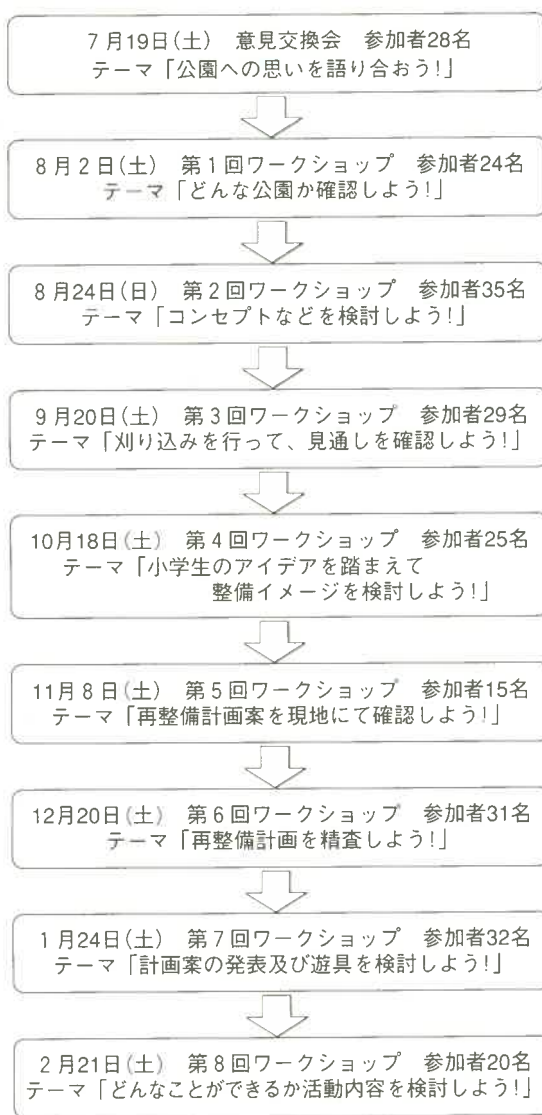 7月19日(土) 意見交換会 参加者28名
テーマ「公園への思いを語り合おう!」
8月2日(土) 第1回ワークショップ 参加者24名
テーマ「どんな公園か確認しよう!」
8月24日(日) 第2回ワークショップ 参加者35名
テーマ「コンセプトなどを検討しよう!」
9月20日(土) 第3回ワークショップ 参加者29名
テーマ「刈り込みを行って、見通しを確認しよう!」
10月18日(土) 第4回ワークショップ 参加者25名
テーマ「小学生のアイデアを踏まえて
整備イメージを検討しよう!」
11月8日(土) 第5回ワークショップ 参加者15名
テーマ「再整備計画案を現地にて確認しよう!」
12月20日(土) 第6回ワークショップ 参加者31名
テーマ「再整備計画を精査しよう!」
1月24日(土) 第7回ワークショップ 参加者32名
テーマ「計画案の発表及び遊具を検討しよう!」
2月21日(土) 第8回ワークショップ 参加者20名
テーマ「どんなことができるか活動内容を検討しよう!」